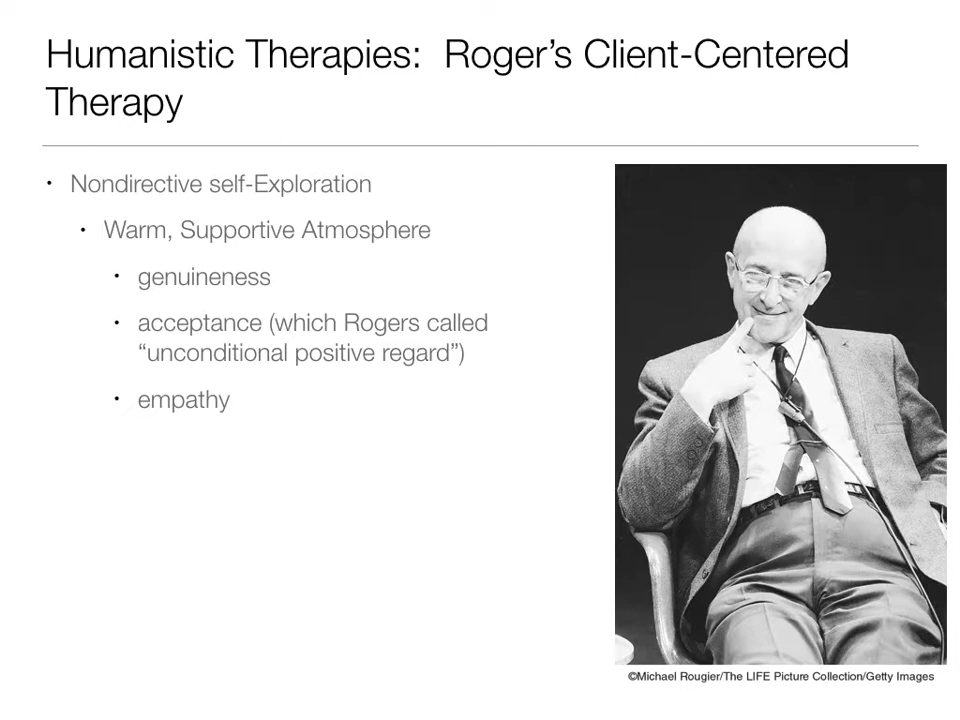 Humanistic Therapies:  Roger’s Client-Centered
Therapy
• Nondirective self-Exploration
• Warm, Supportive Atmosphere
• genuineness
• acceptance (which Rogers called
“unconditional positive regard”)
• empathy
©Michael Rougier/The LIFE Picture Collection/Getty Images